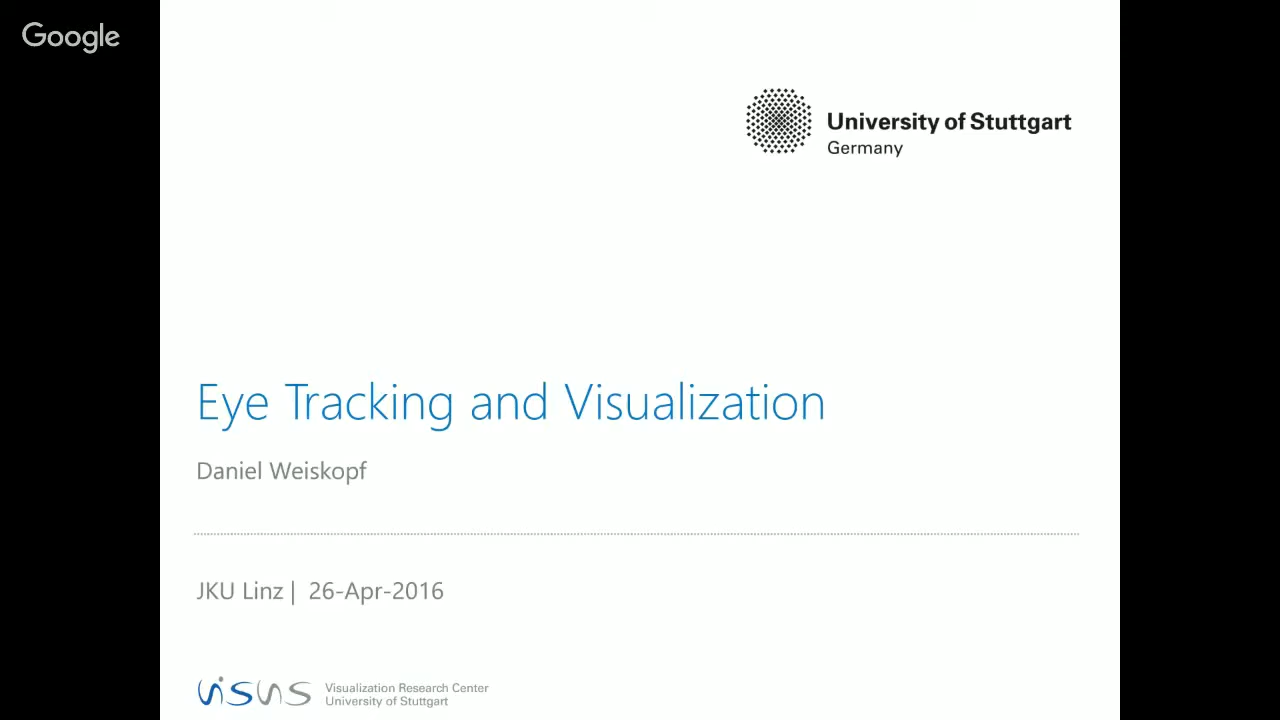 Google
University of Stuttgart
Germany
Eye Tracking and Visualization
Daniel Weiskopf
JKU Linz | 26-Apr-2016
visus
Visualization Research Center
University of Stuttgart